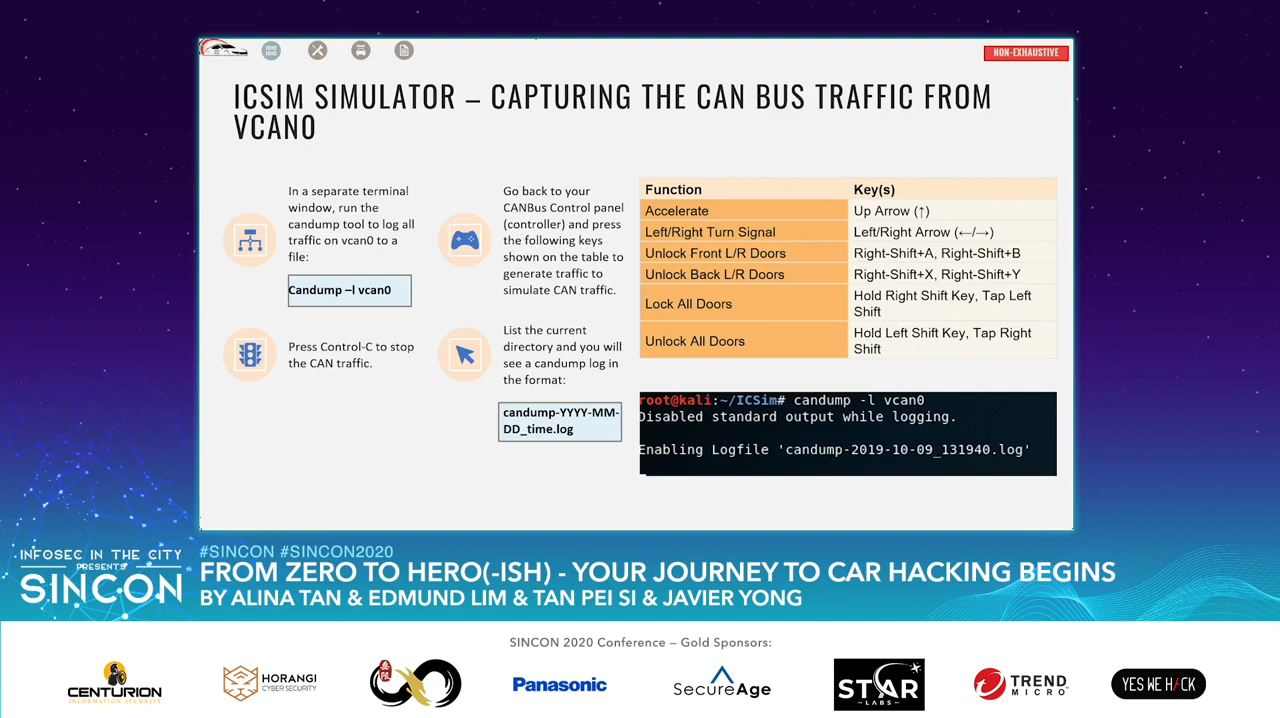 NON-EXHAUSTIVE
ICSIM SIMULATOR – CAPTURING THE CAN BUS TRAFFIC FROM
VCAN0
In a separate terminal
window, run the
candump tool to log all
traffic on vcan0 to a
file:
Candump –l vcan0
Press Control-C to stop
the CAN traffic.
Go back to your
CANBus Control panel
(controller) and press
the following keys
shown on the table to
generate traffic to
simulate CAN traffic.
List the current
directory and you will
see a candump log in
the format:
candump-YYYY-MM-
DD_time.log
Function Key(s)
Accelerate Up Arrow (↑)
Left/Right Turn Signal Left/Right Arrow (←/→)
Unlock Front L/R Doors Right-Shift+A, Right-Shift+B
Unlock Back L/R Doors Right-Shift+X, Right-Shift+Y
Lock All Doors Hold Right Shift Key, Tap Left
Shift
Unlock All Doors Hold Left Shift Key, Tap Right
Shift
root@kali:~/ICSim# candump -l vcan0
Disabled standard output while logging.
Enabling Logfile 'candump-2019-10-09_131940.log'
INFOSEC IN THE CITY
PRESENTS
SINCON
#SINCON #SINCON2020
FROM ZERO TO HERO(-ISH) - YOUR JOURNEY TO CAR HACKING BEGINS
BY ALINA TAN & EDMUND LIM & TAN PEI SI & JAVIER YONG
SINCON 2020 Conference – Gold Sponsors:
CENTURION
INFORMATION SECURITY
HORANGI
CYBER SECURITY
Panasonic
SecureAge
STAR
LABS
TREND
MICRO
YES WE H/CK